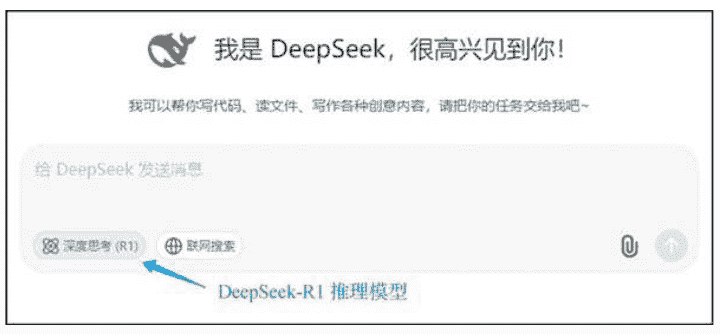 我是 DeepSeek，很高兴见到你！
我可以帮你写代码、读文件、写作各种创意内容，请把你的任务交给我吧~
给 DeepSeek 发送消息
深度思考 (R1)
联网搜索
DeepSeek-R1 推理模型